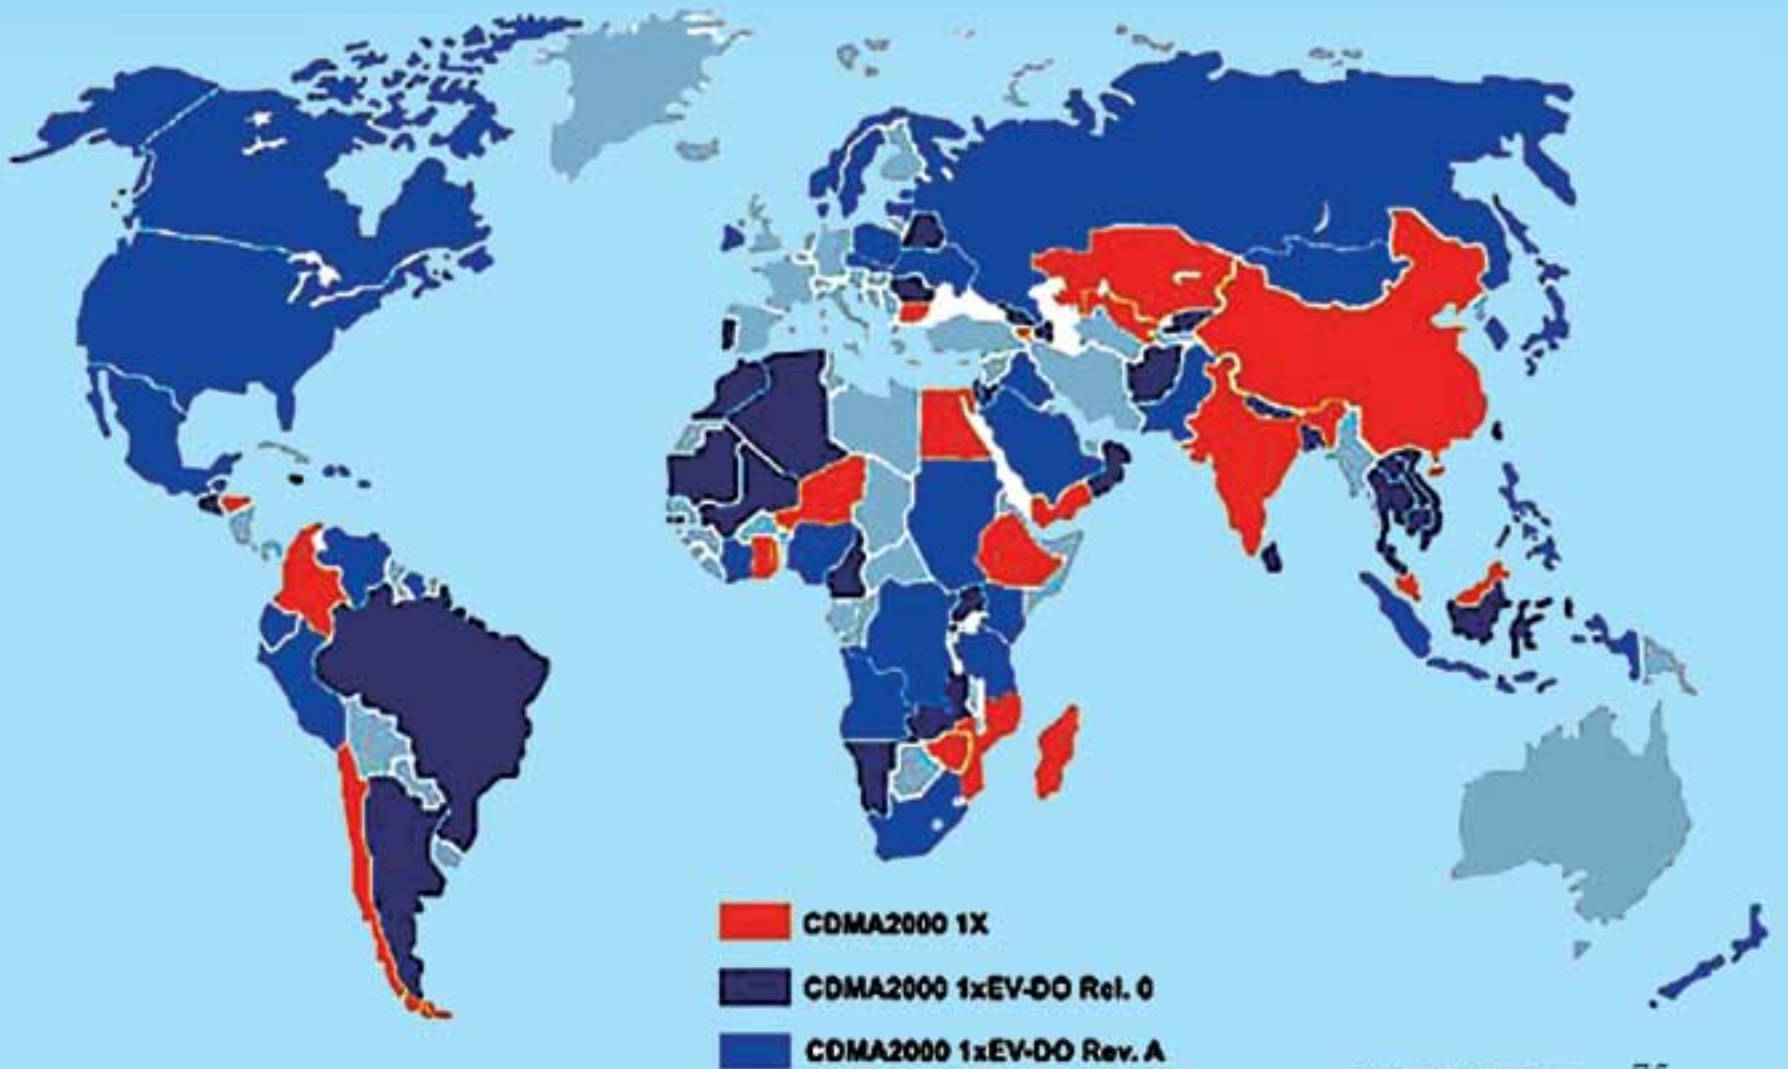 CDMA2000 1X
CDMA2000 1xEV-DO Rel. 0
CDMA2000 1xEV-DO Rev. A